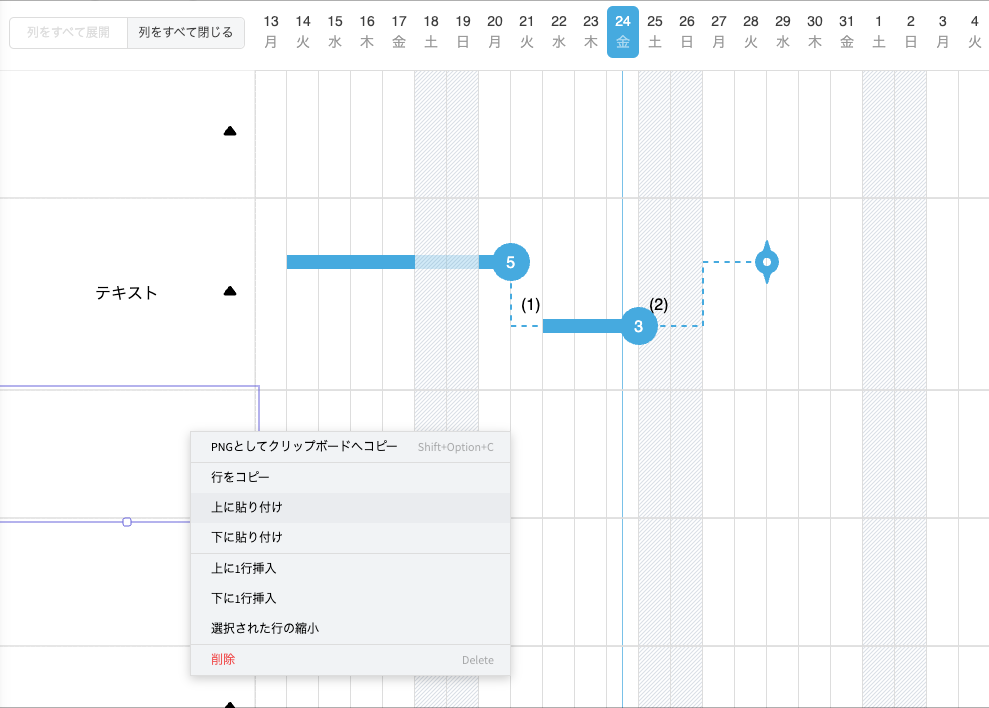 列をすべて展開 列をすべて閉じる
13 14 15 16 17 18 19 20 21 22 23 24 25 26 27 28 29 30 31 1 2 3 4
月 火 水 木 金 土 日 月 火 水 木 金 土 日 月 火 水 木 金 土 日 月 火
5
テキスト
(1) (2)
3
PNGとしてクリップボードへコピー Shift+Option+C
行をコピー
上に貼り付け
下に貼り付け
上に1行挿入
下に1行挿入
選択された行の縮小
削除 Delete